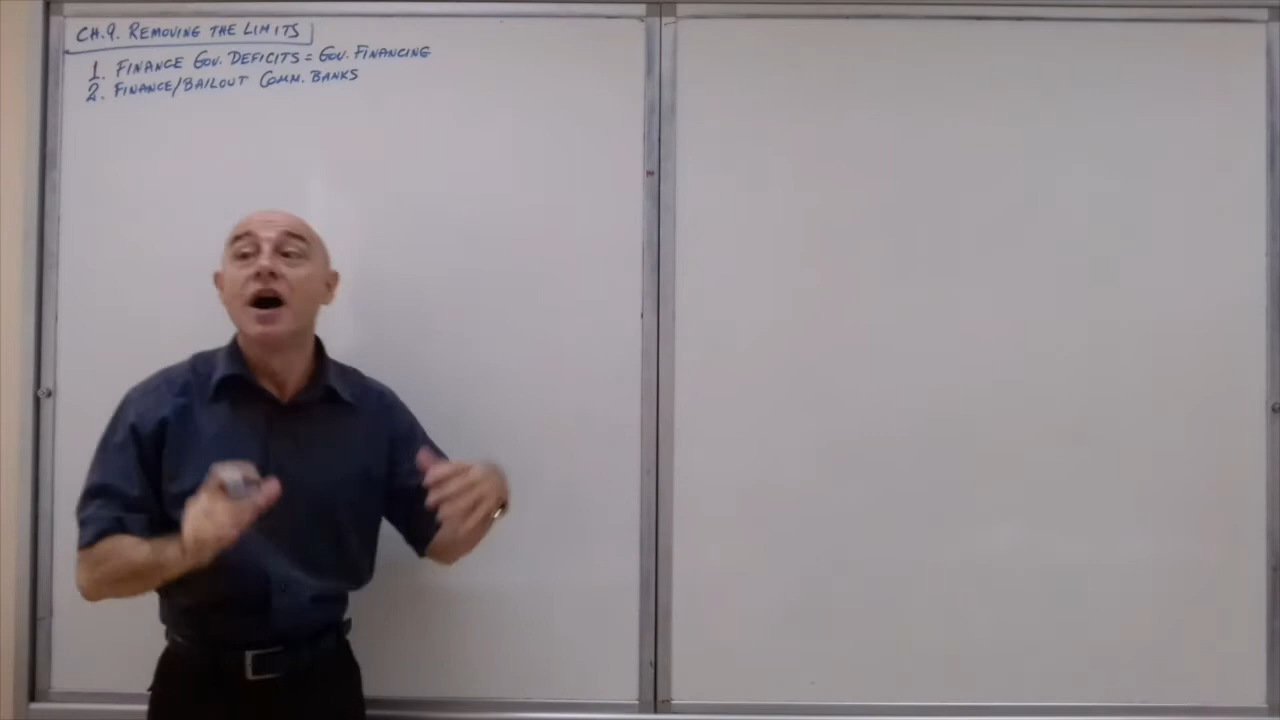 CH.9. REMOVING THE LIMITS
1. FINANCE GOV. DEFICITS = GOV. FINANCING
2. FINANCE/BAILOUT COMM. BANKS